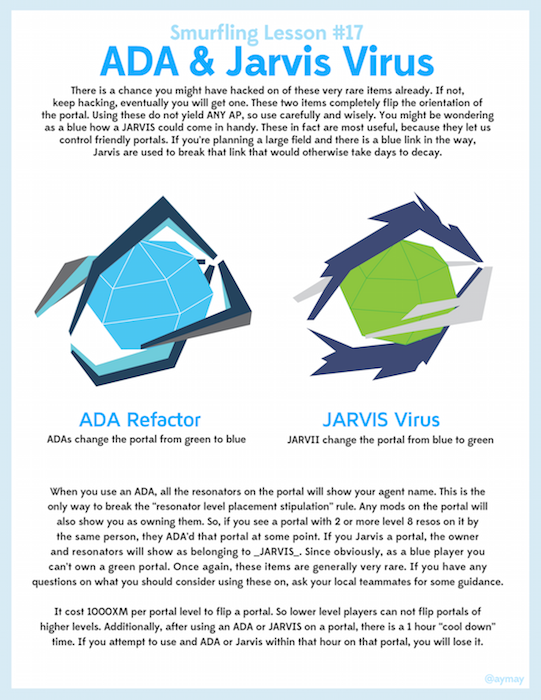 Smurfling Lesson #17
ADA & Jarvis Virus
There is a chance you might have hacked on of these very rare items already. If not,
keep hacking, eventually you will get one. These two items completely flip the orientation of
the portal. Using these do not yield ANY AP, so use carefully and wisely. You might be wondering
as a blue how a JARVIS could come in handy. These in fact are most useful, because they let us
control friendly portals. If you're planning a large field and there is a blue link in the way,
Jarvis are used to break that link that would otherwise take days to decay.
ADA Refactor
ADAs change the portal from green to blue
JARVIS Virus
JARVII change the portal from blue to green
When you use an ADA, all the resonators on the portal will show your agent name. This is the
only way to break the "resonator level placement stipulation" rule. Any mods on the portal will
also show you as owning them. So, if you see a portal with 2 or more level 8 resos on it by
the same person, they ADA'd that portal at some point. If you Jarvis a portal, the owner
and resonators will show as belonging to _JARVIS_. Since obviously, as a blue player you
can't own a green portal. Once again, these items are generally very rare. If you have any
questions on what you should consider using these on, ask your local teammates for some guidance.
It cost 1000XM per portal level to flip a portal. So lower level players can not flip portals of
higher levels. Additionally, after using an ADA or JARVIS on a portal, there is a 1 hour "cool down"
time. If you attempt to use and ADA or Jarvis within that hour on that portal, you will lose it.
@aymay